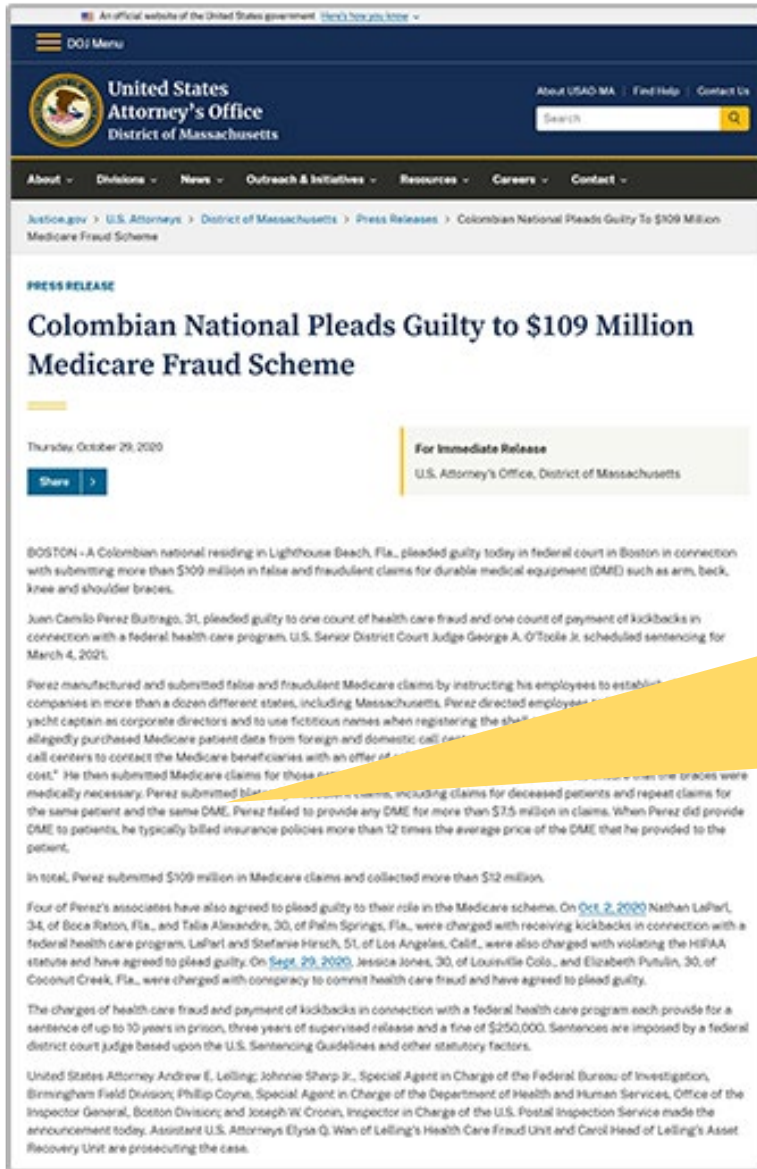 An official website of the United States government Here's how you know
DOJ Menu
United States
Attorney's Office
District of Massachusetts
About USAO-MA | Find Help | Contact Us
Search
About Divisions News Outreach & Initiatives Resources Careers Contact
Justice.gov > U.S. Attorneys > District of Massachusetts > Press Releases > Colombian National Pleads Guilty To $109 Million
Medicare Fraud Scheme
PRESS RELEASE
Colombian National Pleads Guilty to $109 Million
Medicare Fraud Scheme
Thursday, October 29, 2020
Share >
For Immediate Release
U.S. Attorney's Office, District of Massachusetts
BOSTON – A Colombian national residing in Lighthouse Beach, Fla., pleaded guilty today in federal court in Boston in connection
with submitting more than $109 million in false and fraudulent claims for durable medical equipment (DME) such as arm, back,
knee and shoulder braces.
Juan Camilo Perez Buitrago, 31, pleaded guilty to one count of health care fraud and one count of payment of kickbacks in
connection with a federal health care program. U.S. Senior District Court Judge George A. O'Toole Jr. scheduled sentencing for
March 4, 2021.
Perez manufactured and submitted false and fraudulent Medicare claims by instructing his employees to establish
companies in more than a dozen different states, including Massachusetts. Perez directed employees
yacht captain as corporate directors and to use fictitious names when registering the
allegedly purchased Medicare patient data from foreign and domestic call
call centers to contact the Medicare beneficiaries with an offer of
cost." He then submitted Medicare claims for those that the braces were
medically necessary. Perez submitted claims, including claims for deceased patients and repeat claims for
the same patient and the same DME. Perez failed to provide any DME for more than $7.5 million in claims. When Perez did provide
DME to patients, he typically billed insurance policies more than 12 times the average price of the DME that he provided to the
patient.
In total, Perez submitted $109 million in Medicare claims and collected more than $12 million.
Four of Perez's associates have also agreed to plead guilty to their role in the Medicare scheme. On Oct. 2, 2020 Nathan LaParl,
34, of Boca Raton, Fla., and Talia Alexandre, 30, of Palm Springs, Fla., were charged with receiving kickbacks in connection with a
federal health care program. LaParl and Stefanie Hirsch, 51, of Los Angeles, Calif., were also charged with violating the HIPAA
statute and have agreed to plead guilty. On Sept. 29, 2020, Jessica Jones, 30, of Louisville Colo., and Elizabeth Putulin, 30, of
Coconut Creek, Fla., were charged with conspiracy to commit health care fraud and have agreed to plead guilty.
The charges of health care fraud and payment of kickbacks in connection with a federal health care program each provide for a
sentence of up to 10 years in prison, three years of supervised release and a fine of $250,000. Sentences are imposed by a federal
district court judge based upon the U.S. Sentencing Guidelines and other statutory factors.
United States Attorney Andrew E. Lelling; Johnnie Sharp Jr., Special Agent in Charge of the Federal Bureau of Investigation,
Birmingham Field Division; Phillip Coyne, Special Agent in Charge of the Department of Health and Human Services, Office of the
Inspector General, Boston Division; and Joseph W. Cronin, Inspector in Charge of the U.S. Postal Inspection Service made the
announcement today. Assistant U.S. Attorneys Elysa Q. Wan of Lelling's Health Care Fraud Unit and Carol Head of Lelling's Asset
Recovery Unit are prosecuting the case.